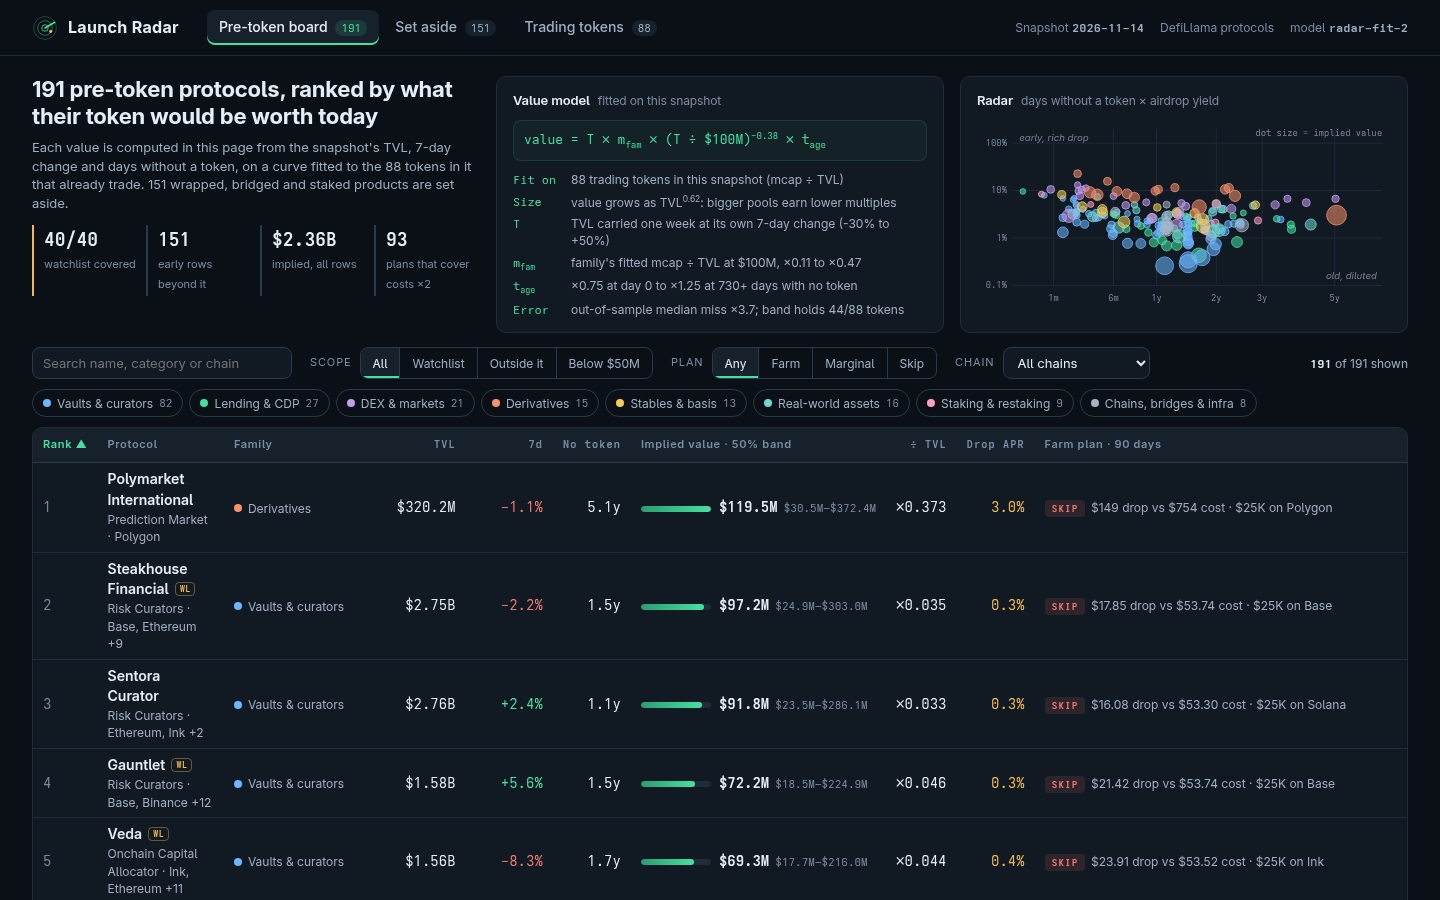 Launch Radar
Pre-token board 191
Set aside 151
Trading tokens 88
Snapshot 2026-11-14 DefiLlama protocols model radar-fit-2
191 pre-token protocols, ranked by what
their token would be worth today
Each value is computed in this page from the snapshot's TVL, 7-day
change and days without a token, on a curve fitted to the 88 tokens in it
that already trade. 151 wrapped, bridged and staked products are set
aside.
40/40
watchlist covered
151
early rows
beyond it
$2.36B
implied, all rows
93
plans that cover
costs ×2
Value model fitted on this snapshot
value = T × m_fam × (T ÷ $100M)^−0.38 × t_age
Fit on 88 trading tokens in this snapshot (mcap ÷ TVL)
Size value grows as TVL^0.62: bigger pools earn lower multiples
T TVL carried one week at its own 7-day change (-30% to
+50%)
m_fam family's fitted mcap ÷ TVL at $100M, ×0.11 to ×0.47
t_age ×0.75 at day 0 to ×1.25 at 730+ days with no token
Error out-of-sample median miss ×3.7; band holds 44/88 tokens
Radar days without a token × airdrop yield
early, rich drop
dot size = implied value
100%
10%
1%
0.1%
old, diluted
1m 6m 1y 2y 3y 5y
Search name, category or chain
SCOPE All Watchlist Outside it Below $50M
PLAN Any Farm Marginal Skip
CHAIN All chains
191 of 191 shown
Vaults & curators 82
Lending & CDP 27
DEX & markets 21
Derivatives 15
Stables & basis 13
Real-world assets 16
Staking & restaking 9
Chains, bridges & infra 8
Rank ▲ Protocol Family TVL 7d No token Implied value · 50% band ÷ TVL Drop APR Farm plan · 90 days
1
Polymarket
International
Prediction Market
· Polygon
Derivatives $320.2M −1.1% 5.1y $119.5M $30.5M–$372.4M ×0.373 3.0% SKIP $149 drop vs $754 cost · $25K on Polygon
2
Steakhouse
Financial WL
Risk Curators ·
Base, Ethereum
+9
Vaults & curators $2.75B −2.2% 1.5y $97.2M $24.9M–$303.0M ×0.035 0.3% SKIP $17.85 drop vs $53.74 cost · $25K on Base
3
Sentora
Curator
Risk Curators ·
Ethereum, Ink +2
Vaults & curators $2.76B +2.4% 1.1y $91.8M $23.5M–$286.1M ×0.033 0.3% SKIP $16.08 drop vs $53.30 cost · $25K on Solana
4
Gauntlet WL
Risk Curators ·
Base, Binance +12
Vaults & curators $1.58B +5.6% 1.5y $72.2M $18.5M–$224.9M ×0.046 0.3% SKIP $21.42 drop vs $53.74 cost · $25K on Base
5
Veda WL
Onchain Capital
Allocator · Ink,
Ethereum +11
Vaults & curators $1.56B −8.3% 1.7y $69.3M $17.7M–$216.0M ×0.044 0.4% SKIP $23.91 drop vs $53.52 cost · $25K on Ink